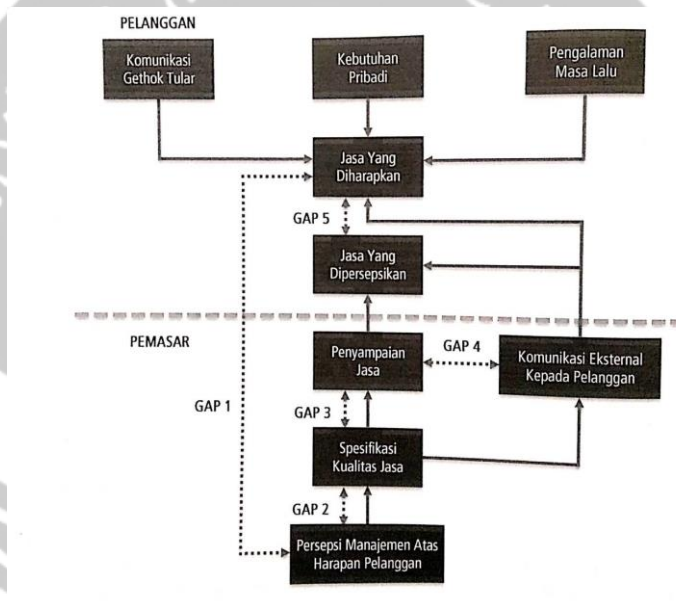 PELANGGAN
Komunikasi
Gethok Tular
Kebutuhan
Pribadi
Pengalaman
Masa Lalu
Jasa Yang
Diharapkan
GAP 5
Jasa Yang
Dipersepsikan
PEMASAR
Penyampaian
Jasa
GAP 4
Komunikasi Eksternal
Kepada Pelanggan
GAP 1
GAP 3
Spesifikasi
Kualitas Jasa
GAP 2
Persepsi Manajemen Atas
Harapan Pelanggan